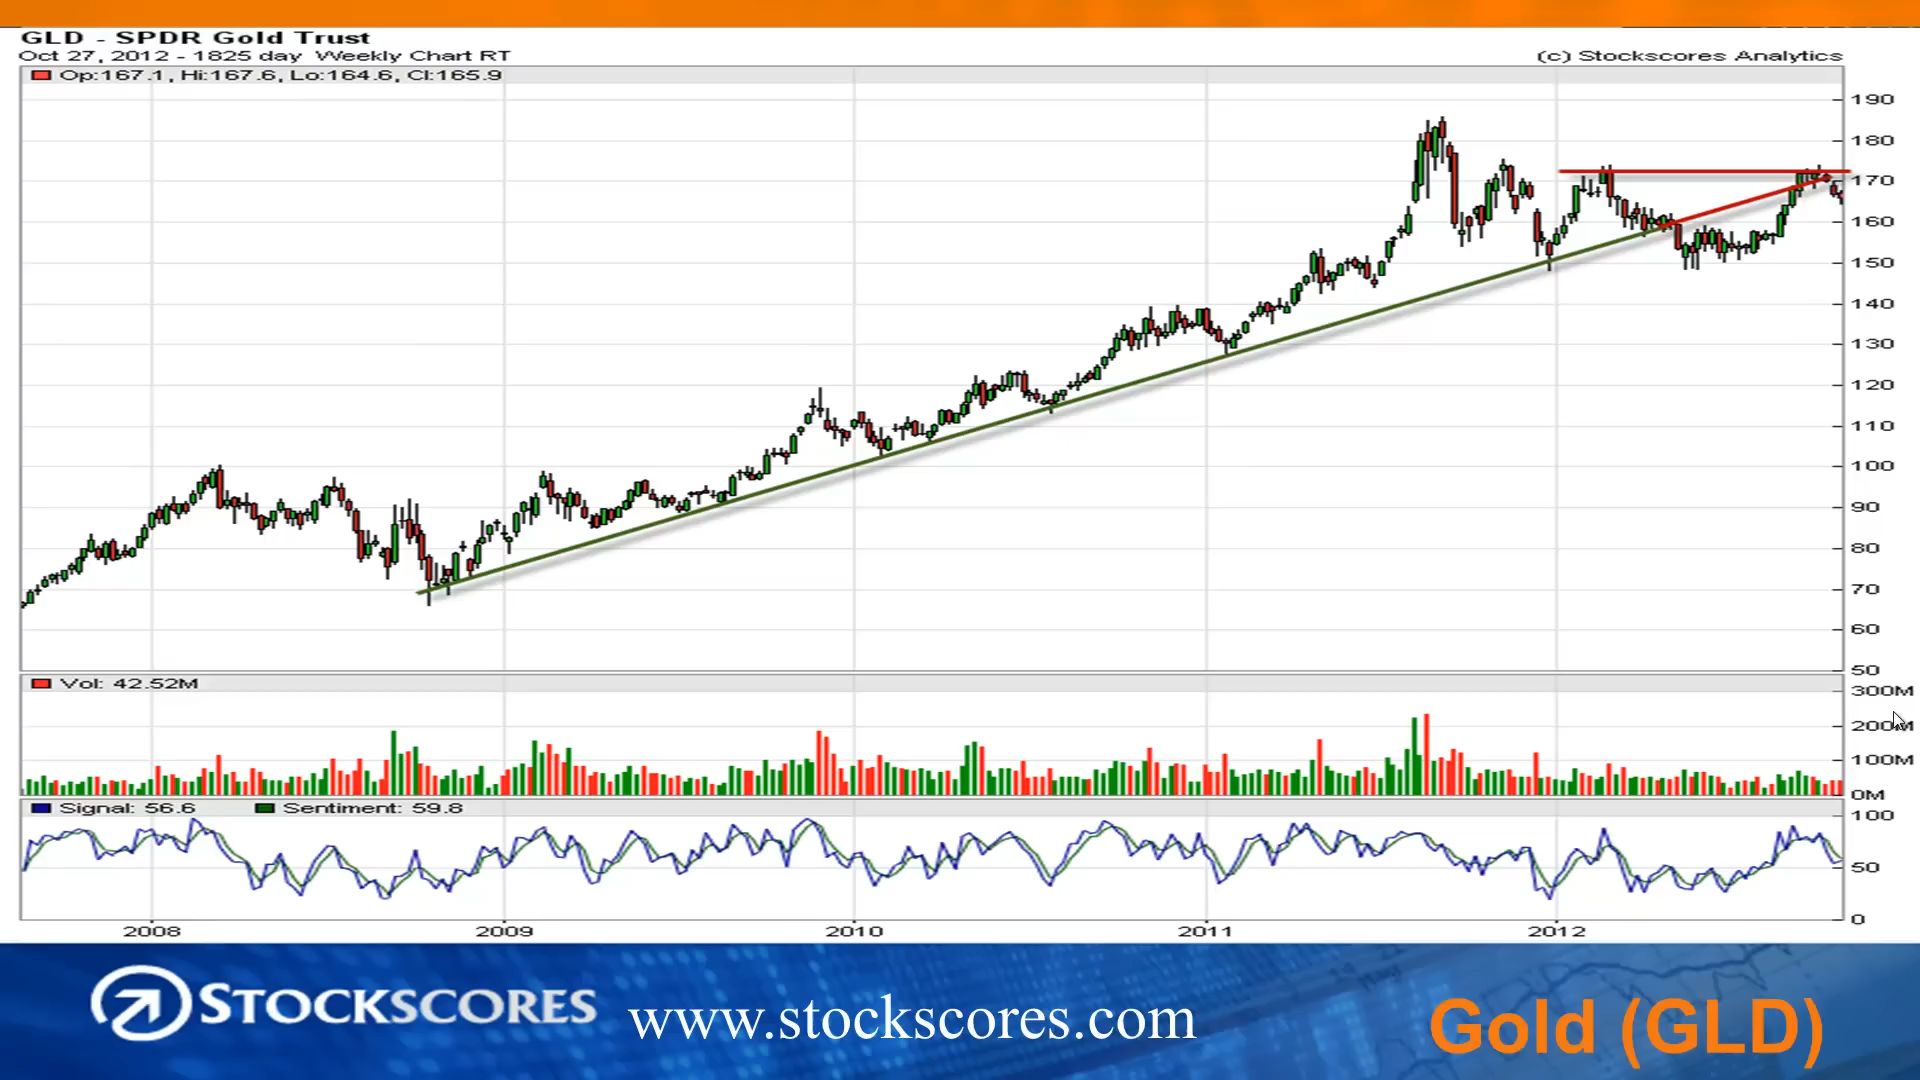 GLD - SPDR Gold Trust
Oct 27, 2012 - 1825 day Weekly Chart RT
(c) Stockscores Analytics
Op:167.1, Hi:167.6, Lo:164.6, Cl:165.9
190
180
170
160
150
140
130
120
110
100
90
80
70
60
50
Vol: 42.52M
300M
200M
100M
0M
Signal: 56.6 Sentiment: 59.8
100
50
0
2008 2009 2010 2011 2012
STOCKSCORES
www.stockscores.com
Gold (GLD)